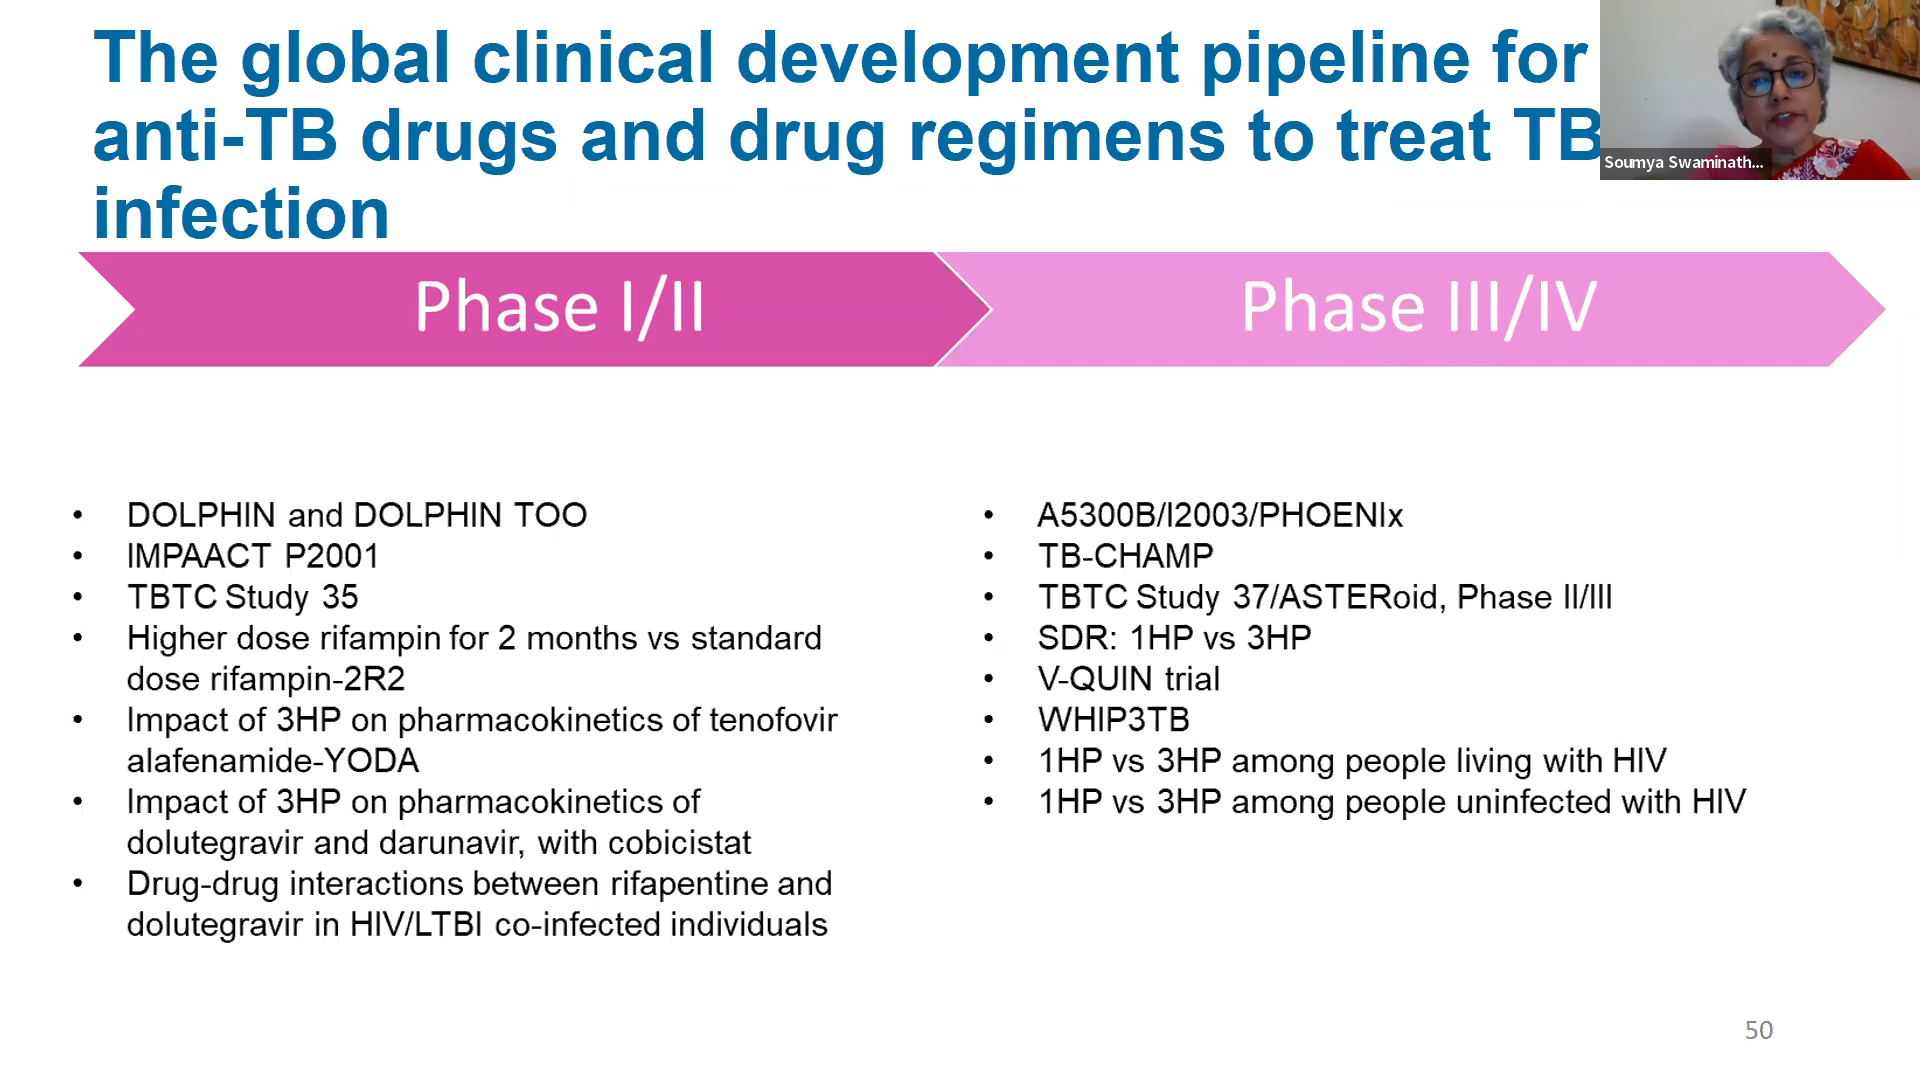 The global clinical development pipeline for
anti-TB drugs and drug regimens to treat TB
infection
Soumya Swaminath...
Phase I/II
Phase III/IV
• DOLPHIN and DOLPHIN TOO
• IMPAACT P2001
• TBTC Study 35
• Higher dose rifampin for 2 months vs standard
dose rifampin-2R2
• Impact of 3HP on pharmacokinetics of tenofovir
alafenamide-YODA
• Impact of 3HP on pharmacokinetics of
dolutegravir and darunavir, with cobicistat
• Drug-drug interactions between rifapentine and
dolutegravir in HIV/LTBI co-infected individuals
• A5300B/I2003/PHOENIx
• TB-CHAMP
• TBTC Study 37/ASTERoid, Phase II/III
• SDR: 1HP vs 3HP
• V-QUIN trial
• WHIP3TB
• 1HP vs 3HP among people living with HIV
• 1HP vs 3HP among people uninfected with HIV
50